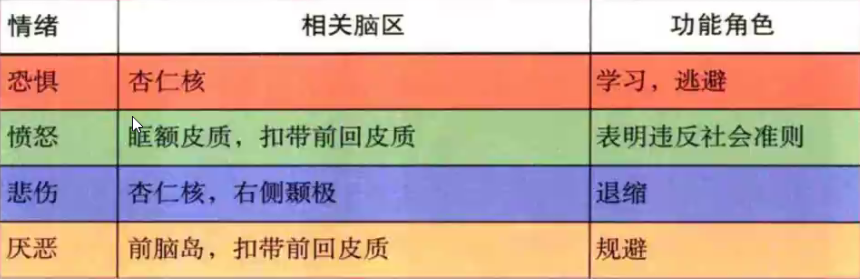 情绪 相关脑区 功能角色
恐惧 杏仁核 学习，逃避
愤怒 眶额皮质，扣带前回皮质 表明违反社会准则
悲伤 杏仁核，右侧颞极 退缩
厌恶 前脑岛，扣带前回皮质 规避